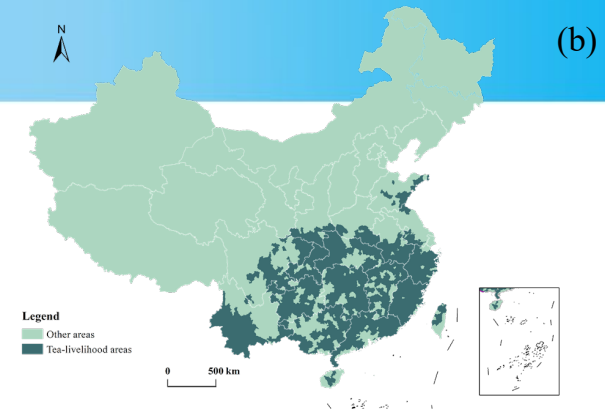 N
(b)
Legend
Other areas
Tea-livelihood areas
0 500 km